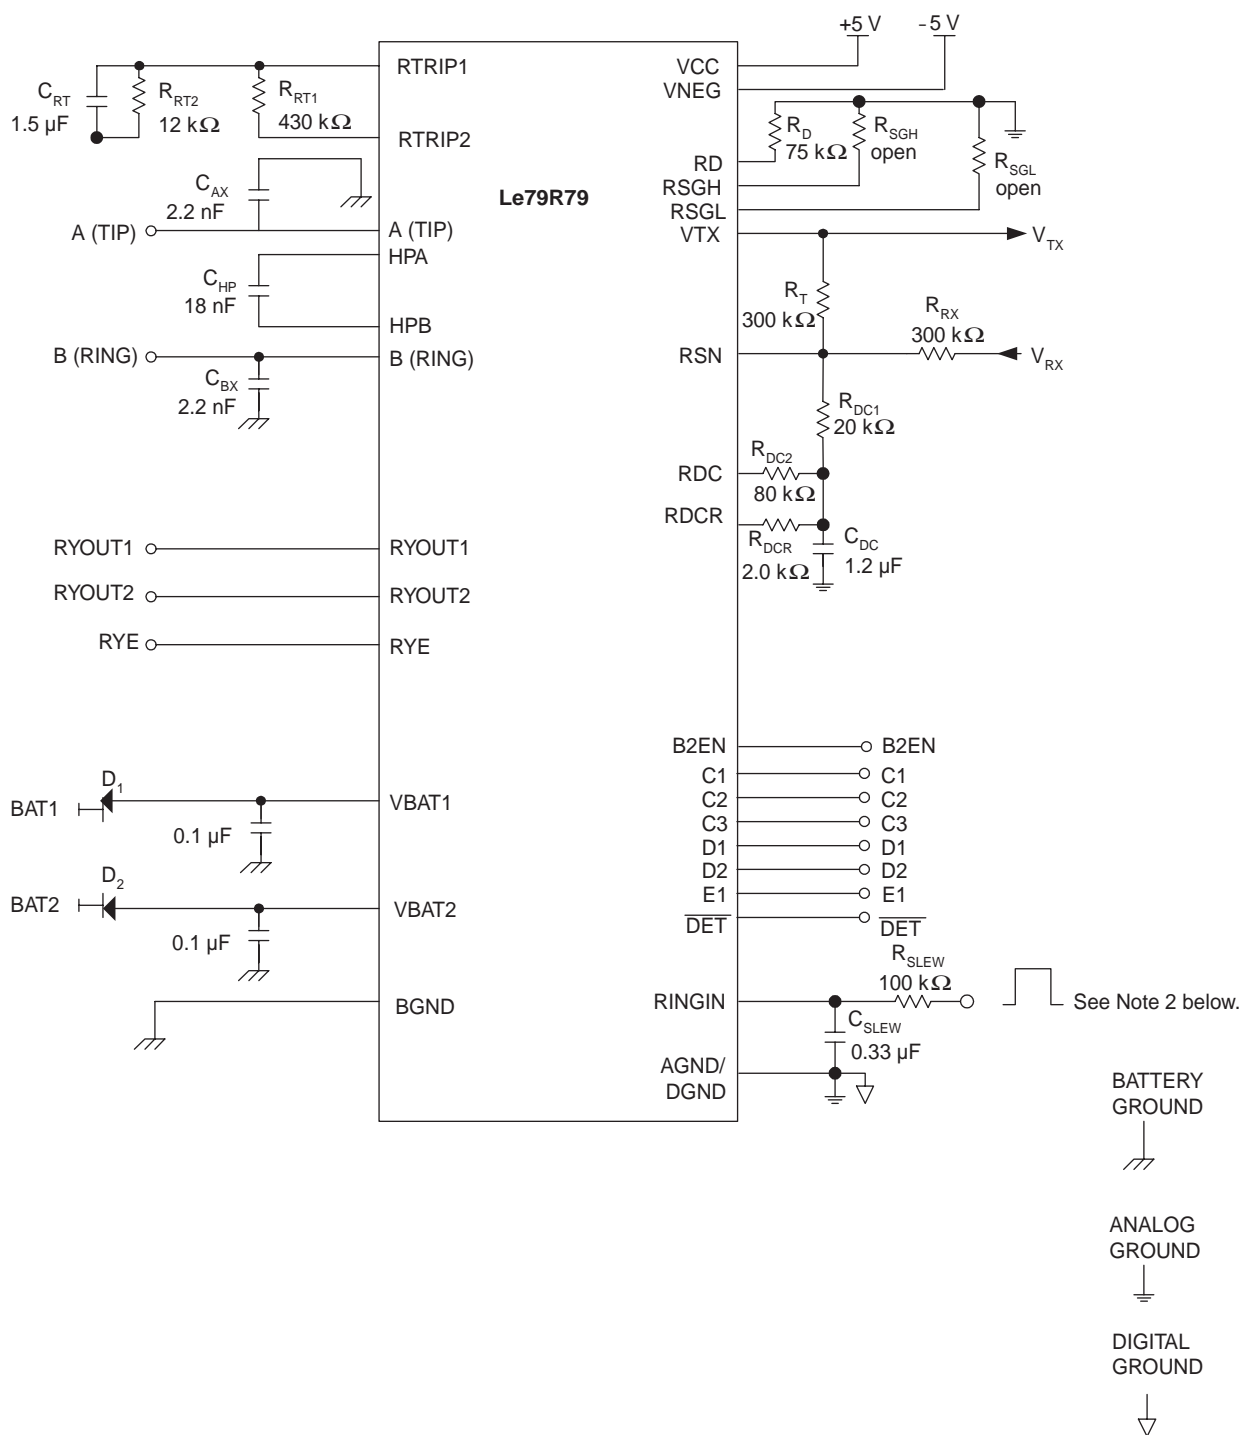 +5 V
-5 V
RTRIP1
C_RT
1.5 µF
R_RT2
12 kΩ
R_RT1
430 kΩ
RTRIP2
C_AX
2.2 nF
A (TIP)
A (TIP)
HPA
C_HP
18 nF
HPB
B (RING)
B (RING)
C_BX
2.2 nF
RYOUT1
RYOUT1
RYOUT2
RYOUT2
RYE
RYE
D_1
BAT1
VBAT1
0.1 µF
D_2
BAT2
VBAT2
0.1 µF
BGND
Le79R79
VCC
VNEG
R_D
75 kΩ
R_SGH
open
R_SGL
open
RD
RSGH
RSGL
VTX
V_TX
R_T
300 kΩ
R_RX
300 kΩ
RSN
V_RX
R_DC1
20 kΩ
R_DC2
80 kΩ
RDC
RDCR
R_DCR
2.0 kΩ
C_DC
1.2 µF
B2EN
B2EN
C1
C1
C2
C2
C3
C3
D1
D1
D2
D2
E1
E1
DET
DET
R_SLEW
100 kΩ
RINGIN
See Note 2 below.
C_SLEW
0.33 µF
AGND/
DGND
BATTERY
GROUND
ANALOG
GROUND
DIGITAL
GROUND